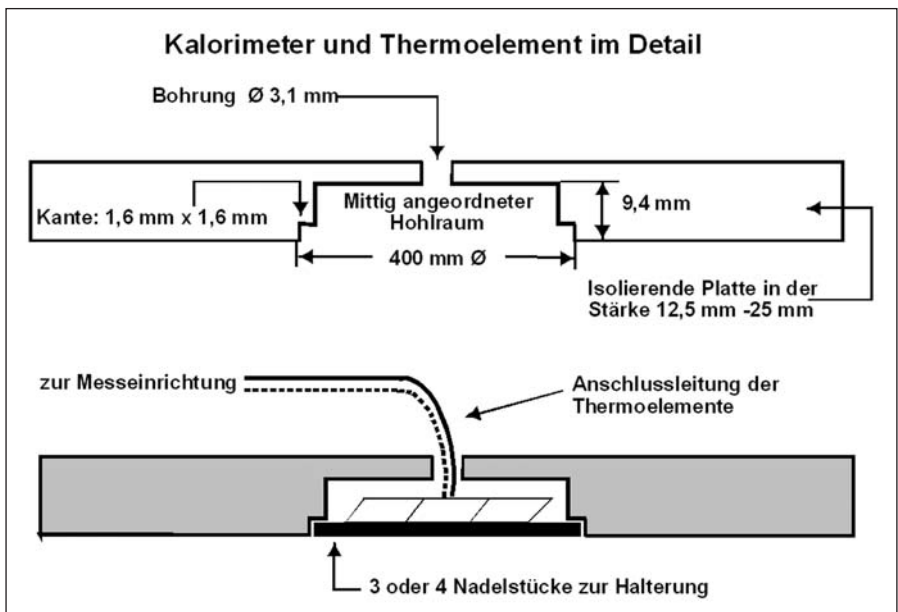 Kalorimeter und Thermoelement im Detail
Bohrung Ø 3,1 mm
Kante: 1,6 mm x 1,6 mm
Mittig angeordneter
Hohlraum
9,4 mm
400 mm Ø
Isolierende Platte in der
Stärke 12,5 mm -25 mm
zur Messeinrichtung
Anschlussleitung der
Thermoelemente
3 oder 4 Nadelstücke zur Halterung